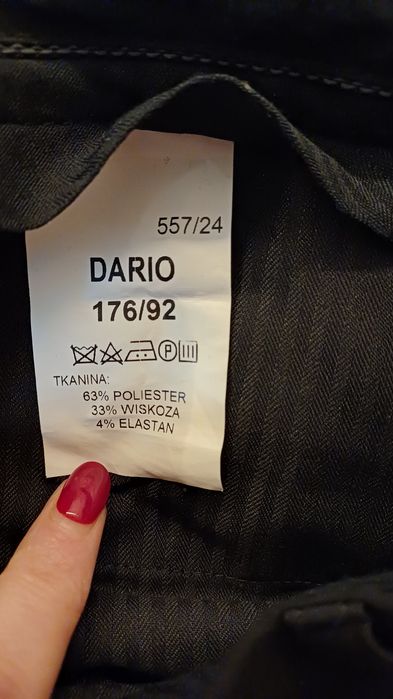 557/24
DARIO
176/92
P
TKANINA:
63% POLIESTER
33% WISKOZA
4% ELASTAN